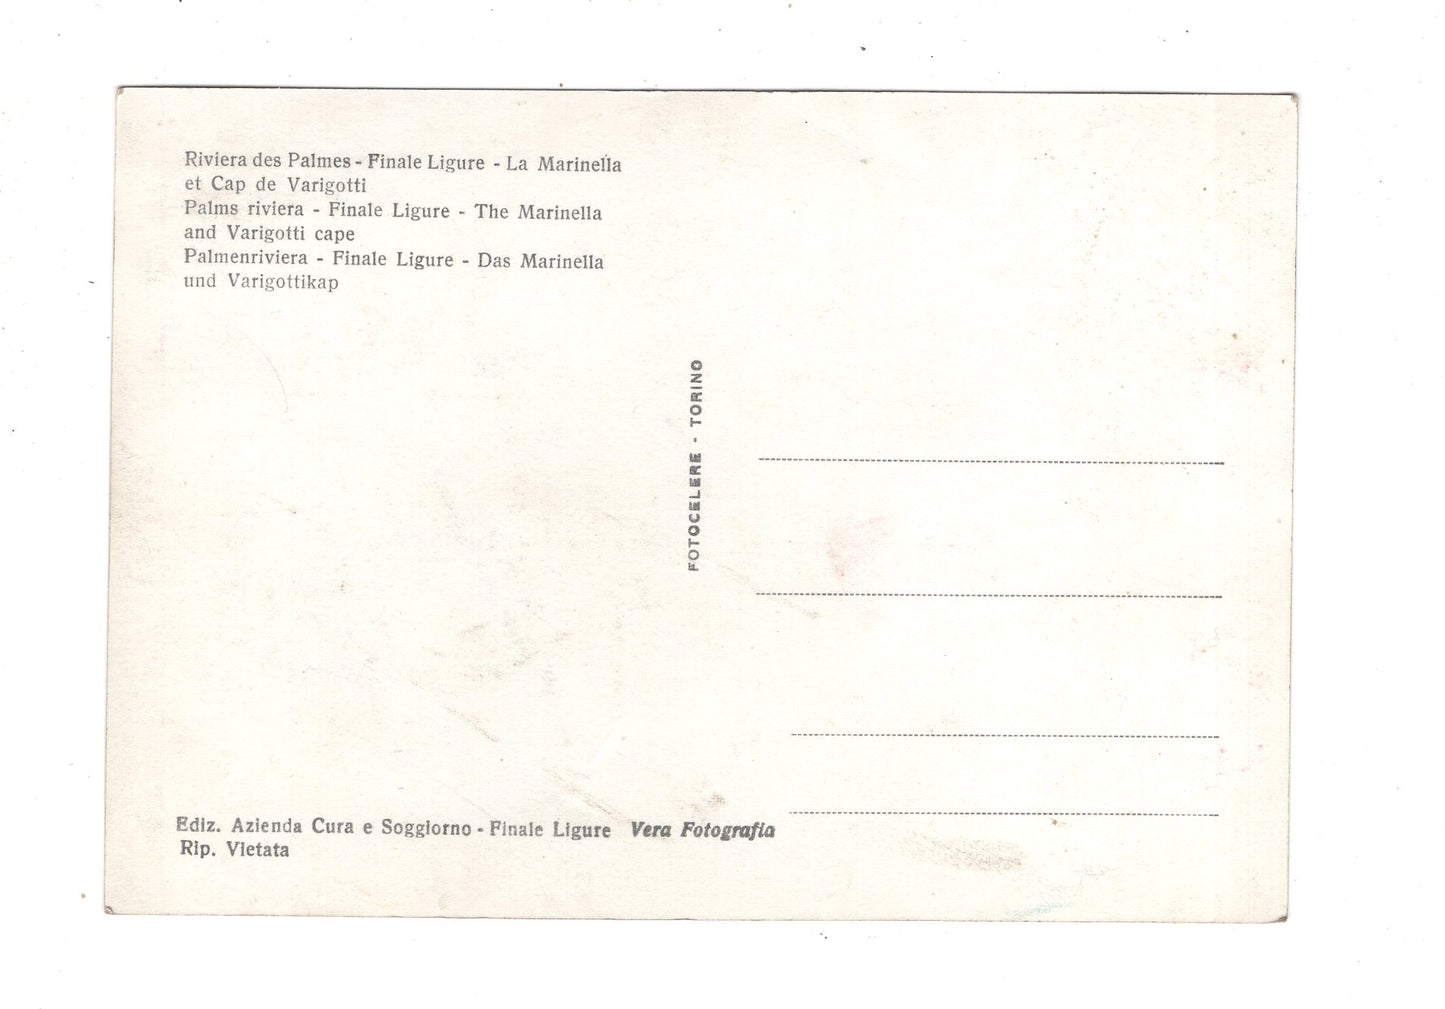 Riviera des Palmes - Finale Ligure - La Marinella
et Cap de Varigotti
Palms riviera - Finale Ligure - The Marinella
and Varigotti cape
Palmenriviera - Finale Ligure - Das Marinella
und Varigottikap
FOTOCELERE - TORINO
Ediz. Azienda Cura e Soggiorno - Finale Ligure Vera Fotografia
Rip. Vietata